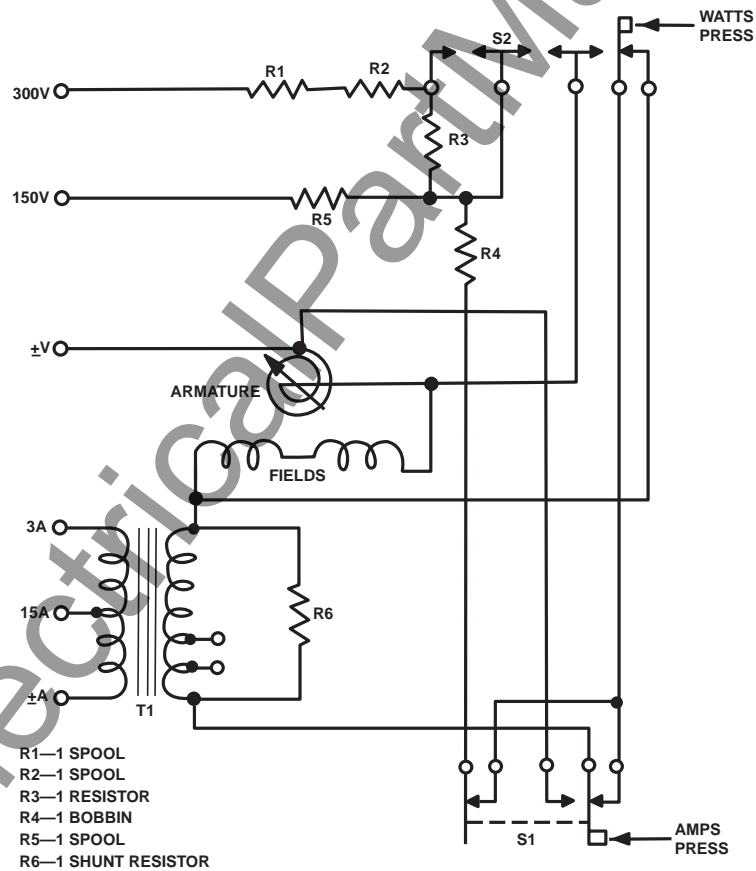 WATTS
PRESS
S2
R1
R2
300V
R3
150V
R5
R4
±V
ARMATURE
FIELDS
3A
15A
R6
±A
T1
R1—1 SPOOL
R2—1 SPOOL
R3—1 RESISTOR
R4—1 BOBBIN
R5—1 SPOOL
R6—1 SHUNT RESISTOR
S1
AMPS
PRESS
ectricalPartM